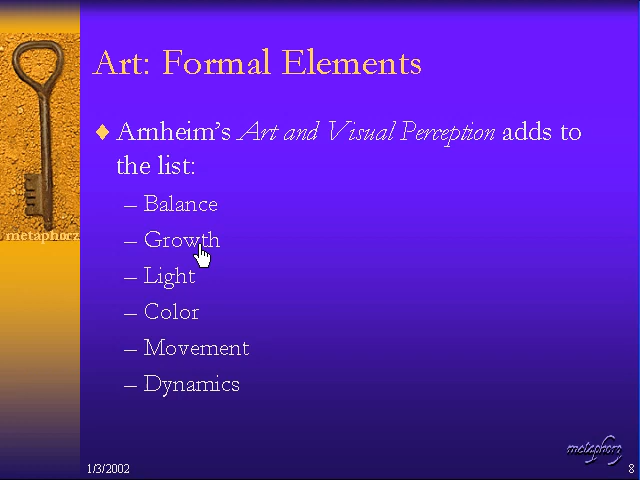 Art: Formal Elements
♦ Arnheim's Art and Visual Perception adds to
the list:
– Balance
– Growth
– Light
– Color
– Movement
– Dynamics
metaphorz
metaphorz
1/3/2002
8